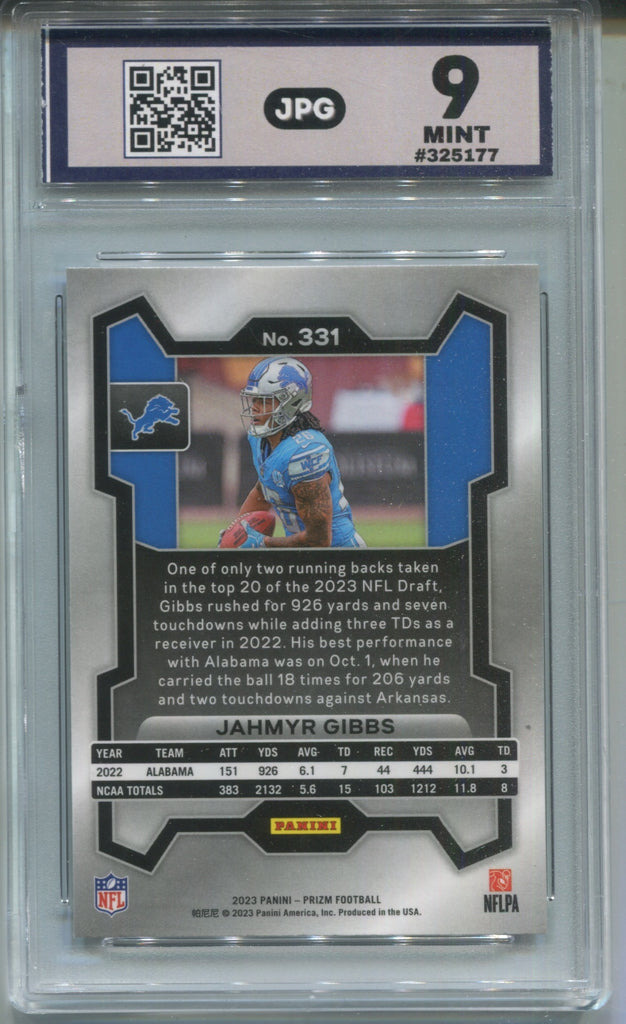 JPG
9
MINT
#325177
No. 331
26
WCF
One of only two running backs taken
in the top 20 of the 2023 NFL Draft,
Gibbs rushed for 926 yards and seven
touchdowns while adding three TDs as a
receiver in 2022. His best performance
with Alabama was on Oct. 1, when he
carried the ball 18 times for 206 yards
and two touchdowns against Arkansas.
JAHMYR GIBBS
YEAR TEAM ATT YDS AVG TD REC YDS AVG TD
2022 ALABAMA 151 926 6.1 7 44 444 10.1 3
NCAA TOTALS 383 2132 5.6 15 103 1212 11.8 8
PANINI
NFL
NFLPA
2023 PANINI – PRIZM FOOTBALL
帕尼尼 © 2023 Panini America, Inc. Produced in the USA.